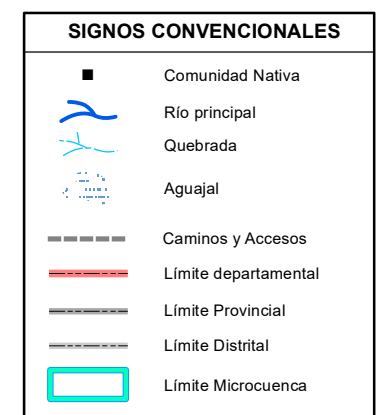 SIGNOS CONVENCIONALES
Comunidad Nativa
Río principal
Quebrada
Aguajal
Caminos y Accesos
Límite departamental
Límite Provincial
Límite Distrital
Límite Microcuenca